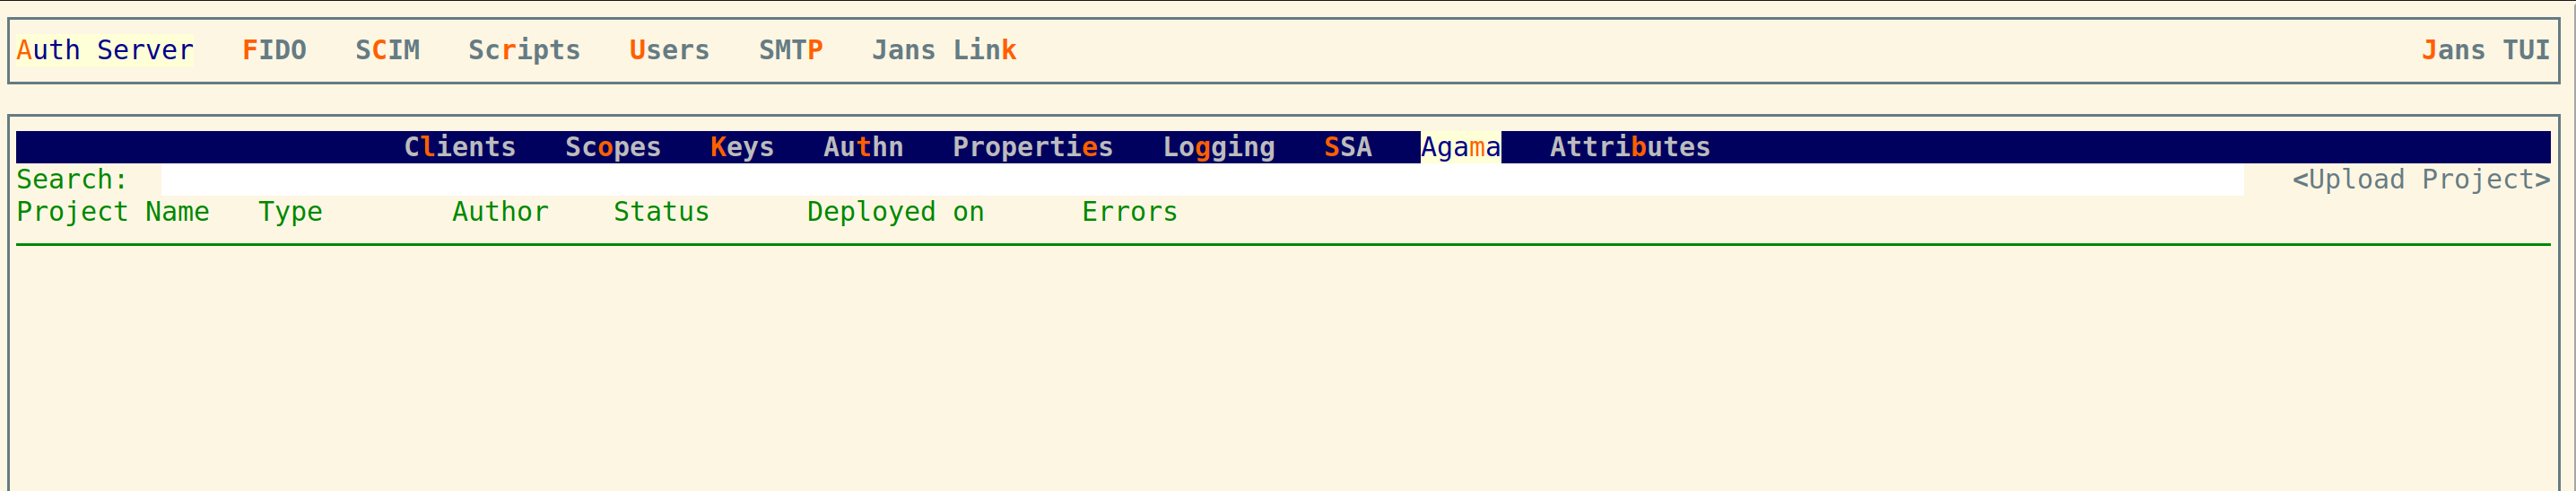 Auth Server FIDO SCIM Scripts Users SMTP Jans Link Jans TUI
Clients Scopes Keys Authn Properties Logging SSA Agama Attributes
Search: <Upload Project>
Project Name Type Author Status Deployed on Errors